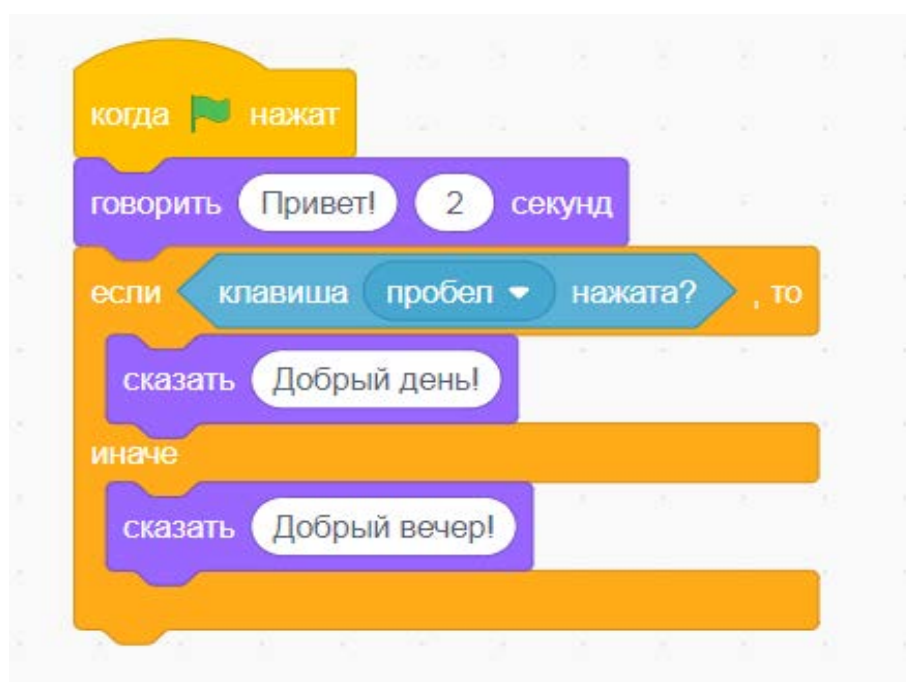 когда нажат
говорить Привет! 2 секунд
если клавиша пробел нажата? , то
сказать Добрый день!
иначе
сказать Добрый вечер!